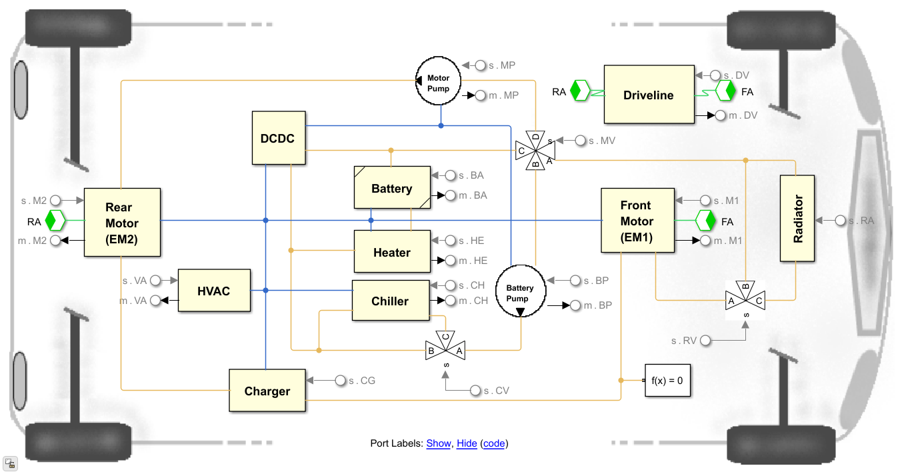 Motor
Pump
s . MP
m . MP
RA
Driveline
s . DV
FA
m . DV
DCDC
C
D
B
A
s
s . MV
Battery
s . BA
m . BA
s . M2
RA
m . M2
Rear
Motor
(EM2)
Heater
s . HE
m . HE
Front
Motor
(EM1)
s . M1
FA
m . M1
Radiator
s . RA
s . VA
m . VA
HVAC
Chiller
s . CH
m . CH
Battery
Pump
s . BP
m . BP
A
B
C
s
s . RV
B
C
A
s
s . CV
Charger
s . CG
f(x) = 0
Port Labels: Show, Hide (code)